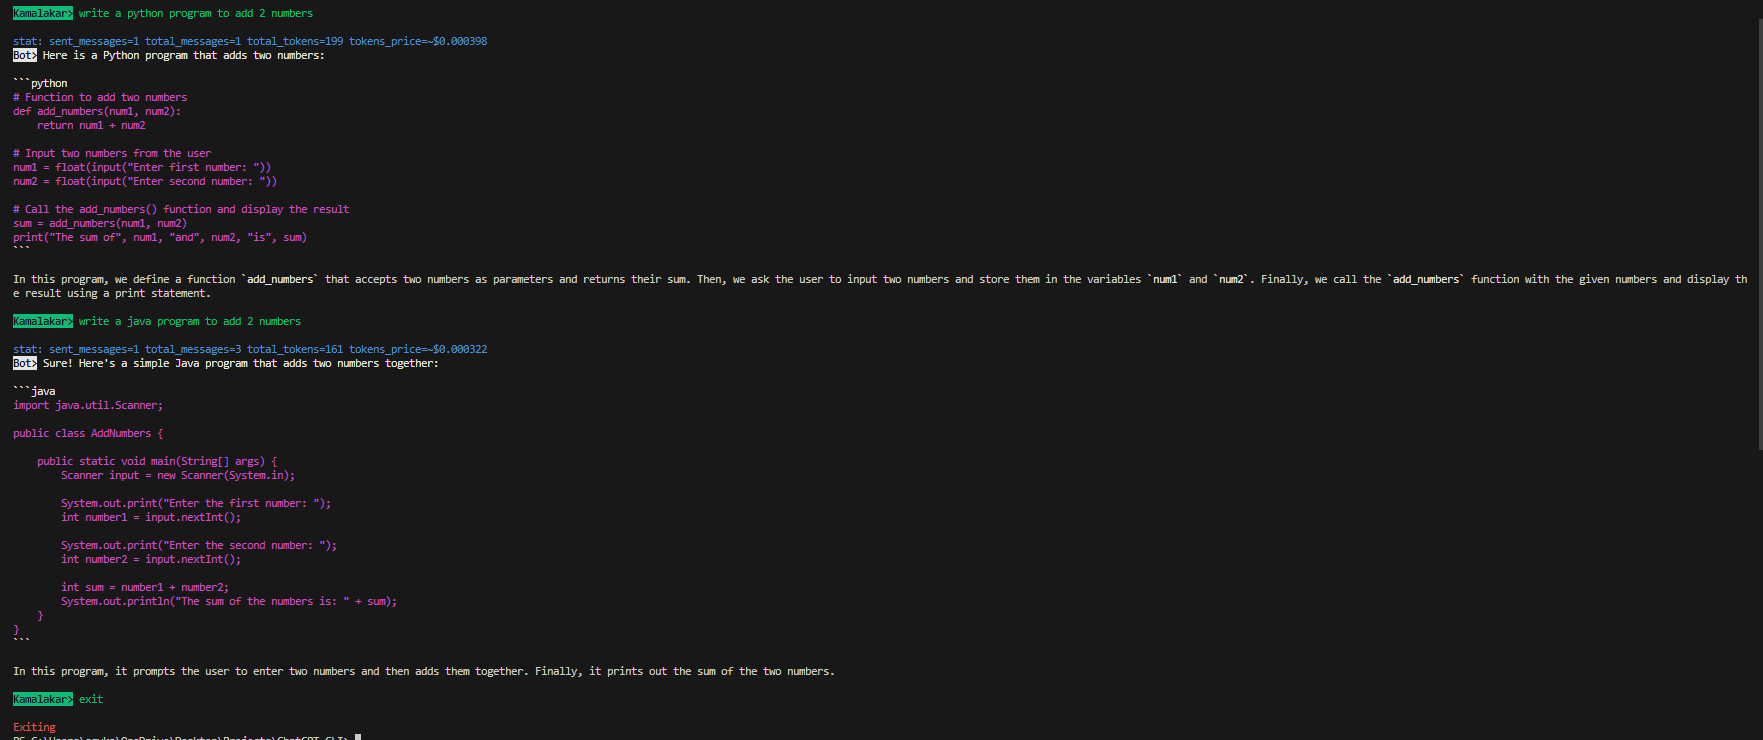 Kamalakar> write a python program to add 2 numbers
stat: sent_messages=1 total_messages=1 total_tokens=199 tokens_price=~$0.000398
Bot> Here is a Python program that adds two numbers:
```python
# Function to add two numbers
def add_numbers(num1, num2):
    return num1 + num2
# Input two numbers from the user
num1 = float(input("Enter first number: "))
num2 = float(input("Enter second number: "))
# Call the add_numbers() function and display the result
sum = add_numbers(num1, num2)
print("The sum of", num1, "and", num2, "is", sum)
```
In this program, we define a function `add_numbers` that accepts two numbers as parameters and returns their sum. Then, we ask the user to input two numbers and store them in the variables `num1` and `num2`. Finally, we call the `add_numbers` function with the given numbers and display th
e result using a print statement.
Kamalakar> write a java program to add 2 numbers
stat: sent_messages=1 total_messages=3 total_tokens=161 tokens_price=~$0.000322
Bot> Sure! Here's a simple Java program that adds two numbers together:
```java
import java.util.Scanner;
public class AddNumbers {
    public static void main(String[] args) {
        Scanner input = new Scanner(System.in);
        System.out.print("Enter the first number: ");
        int number1 = input.nextInt();
        System.out.print("Enter the second number: ");
        int number2 = input.nextInt();
        int sum = number1 + number2;
        System.out.println("The sum of the numbers is: " + sum);
    }
}
```
In this program, it prompts the user to enter two numbers and then adds them together. Finally, it prints out the sum of the two numbers.
Kamalakar> exit
Exiting